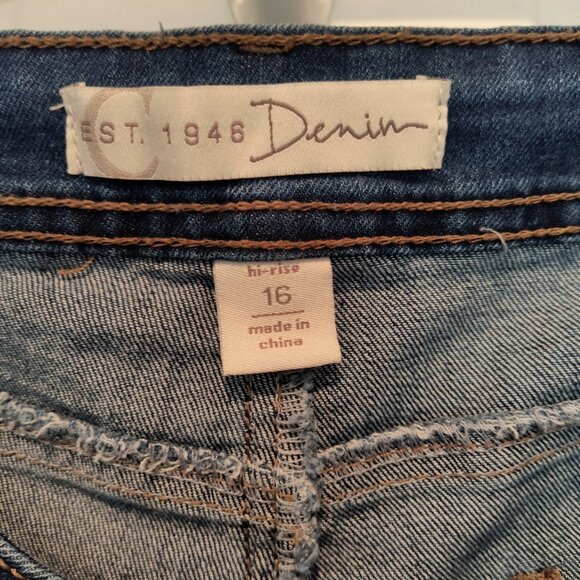 C
EST. 1946 Denim
hi-rise
16
made in
china